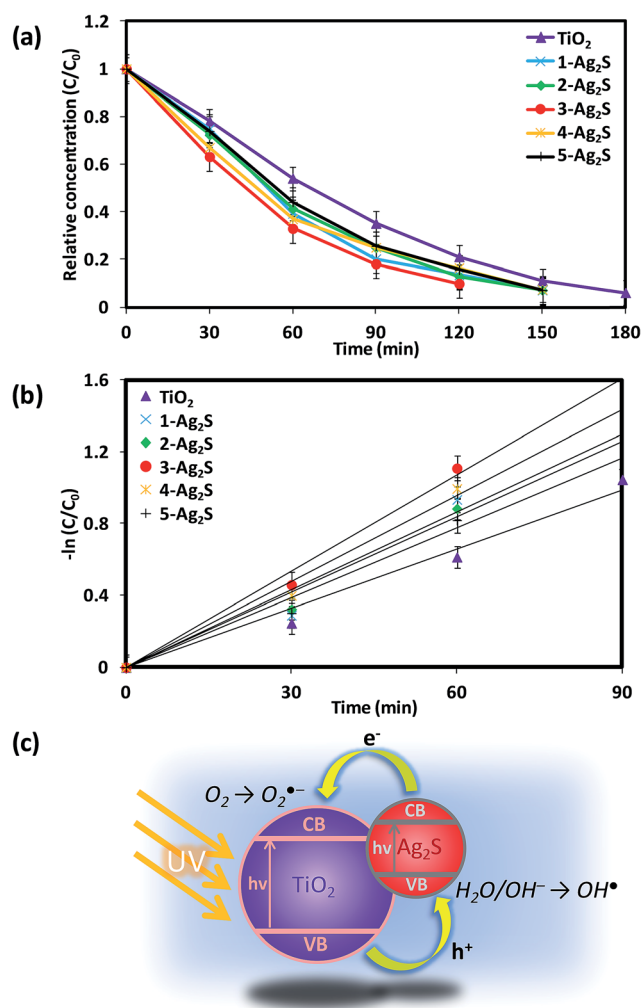 (a)
Relative concentration (C/C₀)
1.2
1
0.8
0.6
0.4
0.2
0
0
30
60
90
120
150
180
Time (min)
TiO₂
1-Ag₂S
2-Ag₂S
3-Ag₂S
4-Ag₂S
5-Ag₂S
(b)
-ln (C/C₀)
1.6
1.2
0.8
0.4
0
0
30
60
90
Time (min)
TiO₂
1-Ag₂S
2-Ag₂S
3-Ag₂S
4-Ag₂S
5-Ag₂S
(c)
e⁻
O₂ → O₂•⁻
CB
CB
UV
hv
hv
Ag₂S
TiO₂
VB
H₂O/OH⁻ → OH•
VB
h⁺